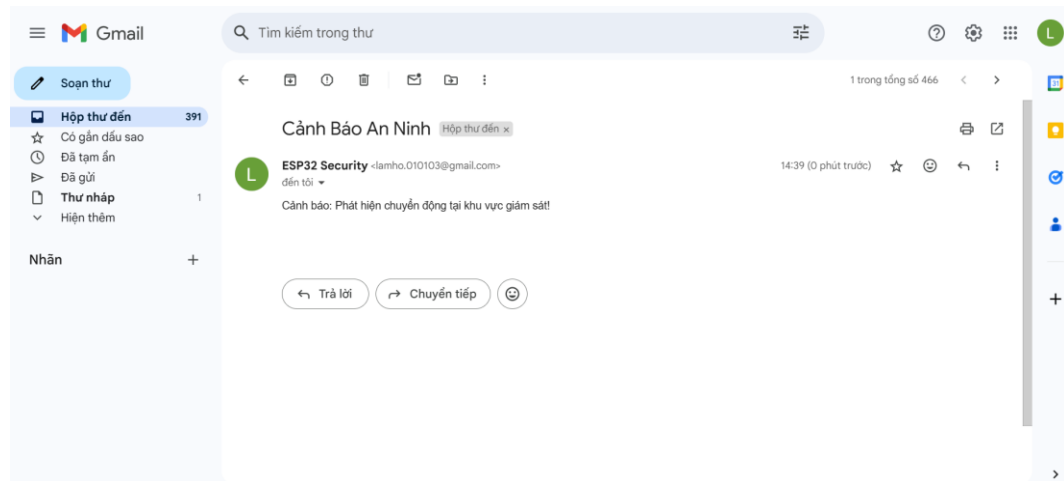 Gmail
Tìm kiếm trong thư
L
Soạn thư
1 trong tổng số 466
31
Hộp thư đến 391
Có gắn dấu sao
Đã tạm ẩn
Đã gửi
Thư nháp 1
Hiện thêm
Nhãn
Cảnh Báo An Ninh Hộp thư đến x
L
ESP32 Security <lamho.010103@gmail.com> 14:39 (0 phút trước)
đến tôi
Cảnh báo: Phát hiện chuyển động tại khu vực giám sát!
Trả lời Chuyển tiếp